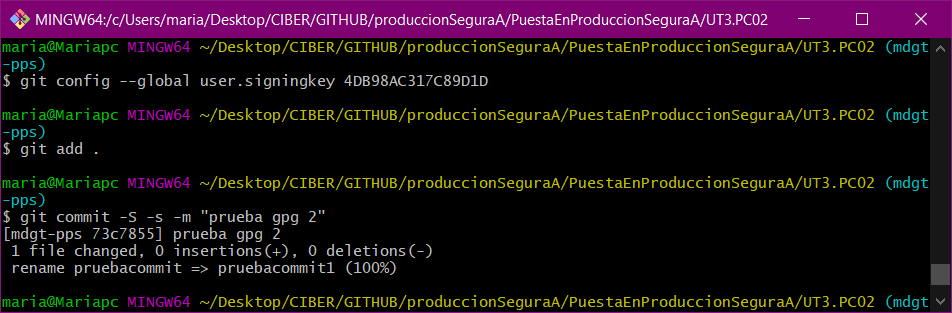 MINGW64:/c/Users/maria/Desktop/CIBER/GITHUB/produccionSeguraA/PuestaEnProduccionSeguraA/UT3.PC02
maria@Mariapc MINGW64 ~/Desktop/CIBER/GITHUB/produccionSeguraA/PuestaEnProduccionSeguraA/UT3.PC02 (mdgt
-pps)
$ git config --global user.signingkey 4DB98AC317C89D1D
maria@Mariapc MINGW64 ~/Desktop/CIBER/GITHUB/produccionSeguraA/PuestaEnProduccionSeguraA/UT3.PC02 (mdgt
-pps)
$ git add .
maria@Mariapc MINGW64 ~/Desktop/CIBER/GITHUB/produccionSeguraA/PuestaEnProduccionSeguraA/UT3.PC02 (mdgt
-pps)
$ git commit -S -s -m "prueba gpg 2"
[mdgt-pps 73c7855] prueba gpg 2
 1 file changed, 0 insertions(+), 0 deletions(-)
 rename pruebacommit => pruebacommit1 (100%)
maria@Mariapc MINGW64 ~/Desktop/CIBER/GITHUB/produccionSeguraA/PuestaEnProduccionSeguraA/UT3.PC02 (mdgt